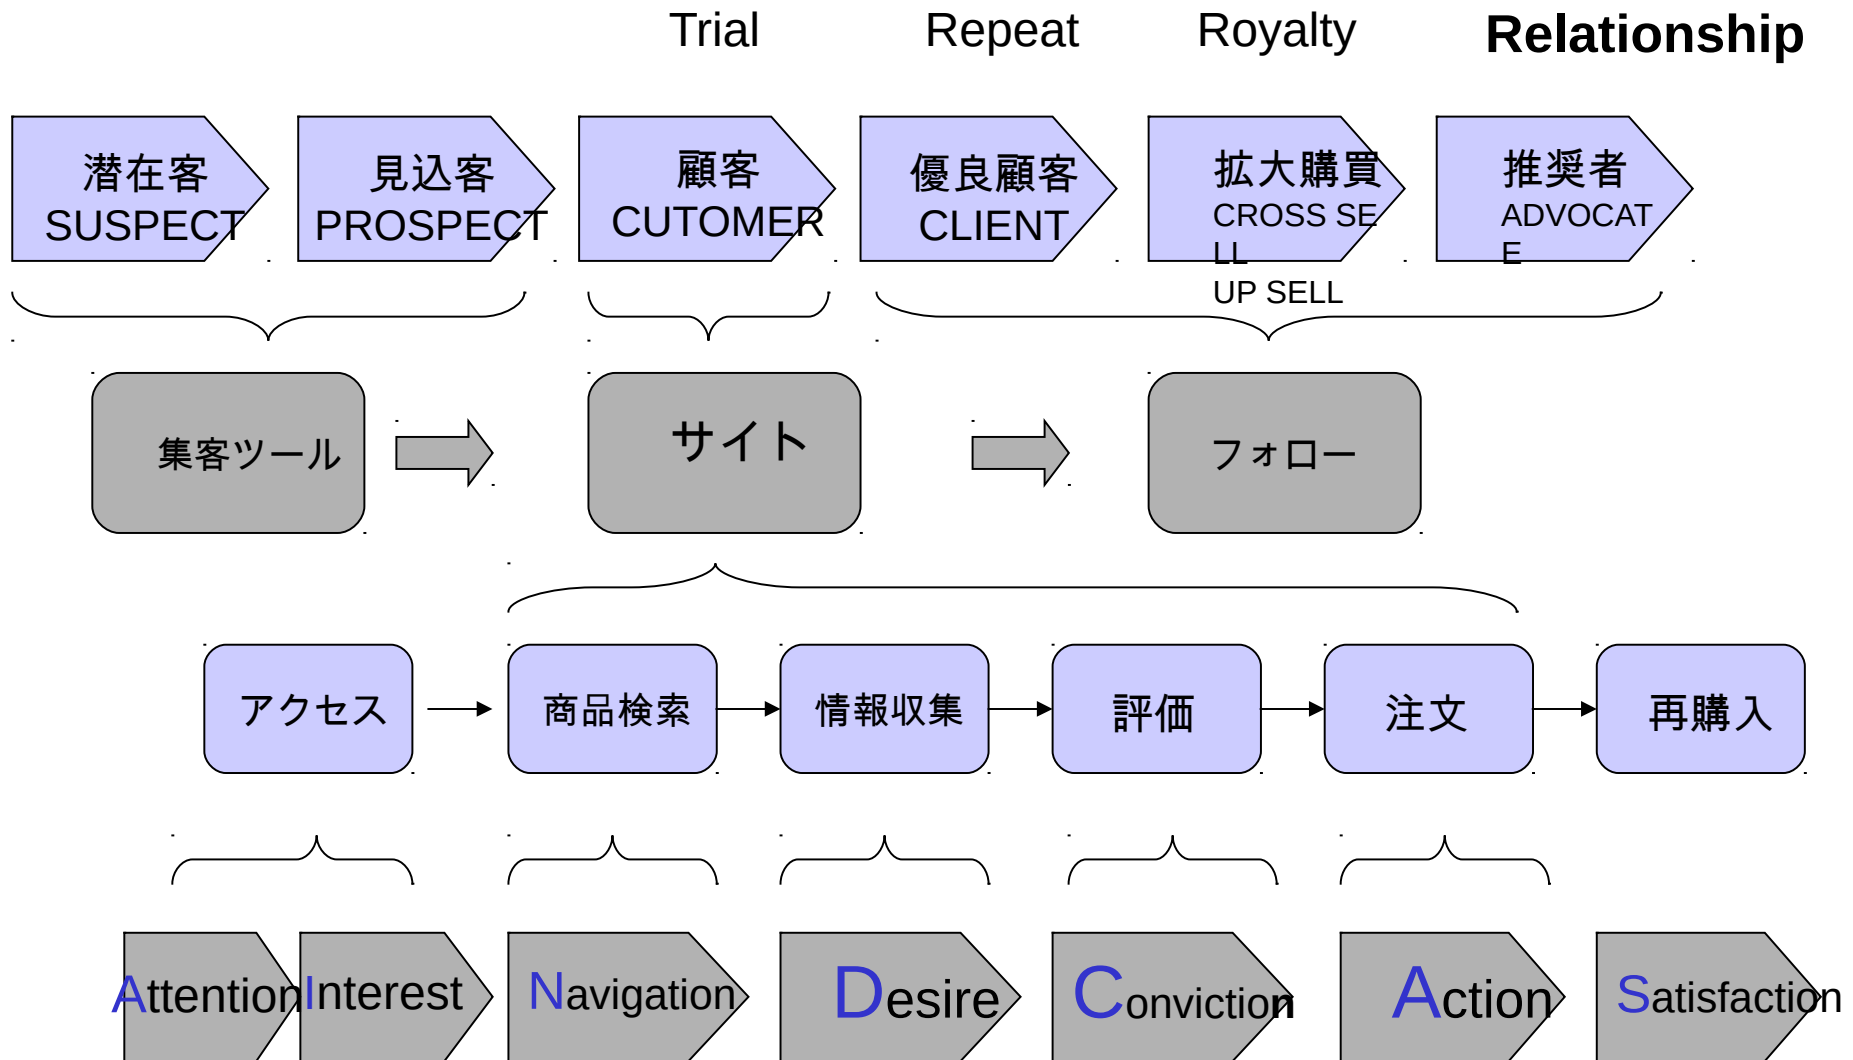 Trial
Repeat
Royalty
Relationship
潜在客
SUSPECT
見込客
PROSPECT
顧客
CUTOMER
優良顧客
CLIENT
拡大購買
CROSS SE
LL
UP SELL
推奨者
ADVOCAT
E
集客ツール
サイト
フォロー
アクセス
商品検索
情報収集
評価
注文
再購入
Attention
Interest
Navigation
Desire
Conviction
Action
Satisfaction